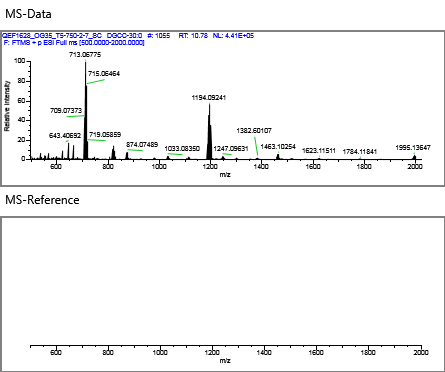 MS-Data
QEF1628_OG35_T5-750-2-7_BC DGCC-30:0 #: 1055 RT: 10.78 NL: 4.41E+05
F: FTMS + p ESI Full ms [500.0000-2000.0000]
713.06775
100
715.06464
80
1194.09241
60
709.07373
40
1382.60107
643.40692
719.05859
20
874.07489
1033.08350
1247.09631
1463.10254
1623.11511
1784.11841
1995.13647
0
Relative Intensity
600 800 1000 1200 1400 1600 1800 2000
m/z
MS-Reference
600 800 1000 1200 1400 1600 1800 2000
m/z